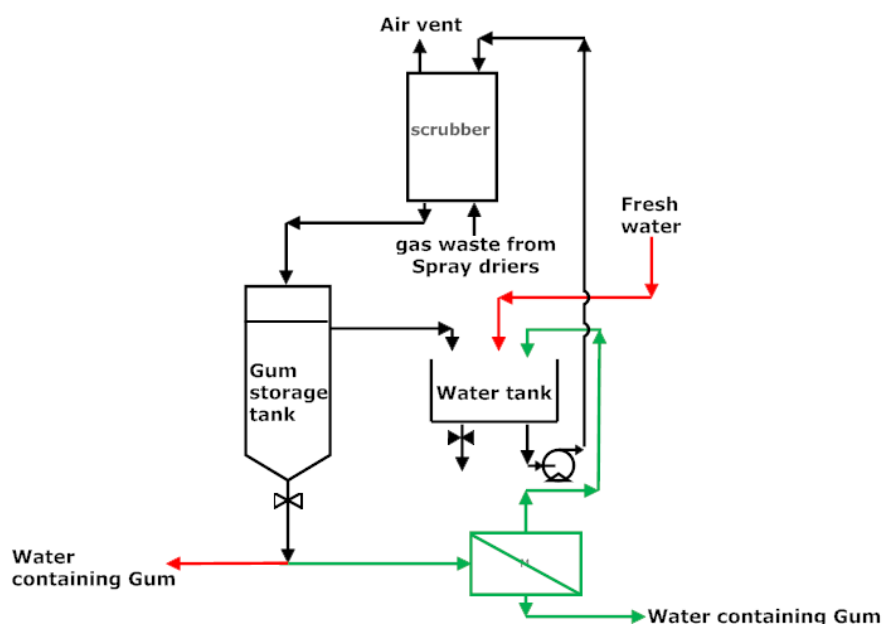 Air vent
scrubber
Fresh
water
gas waste from
Spray driers
Gum
storage
tank
Water tank
Water
containing Gum
M
Water containing Gum